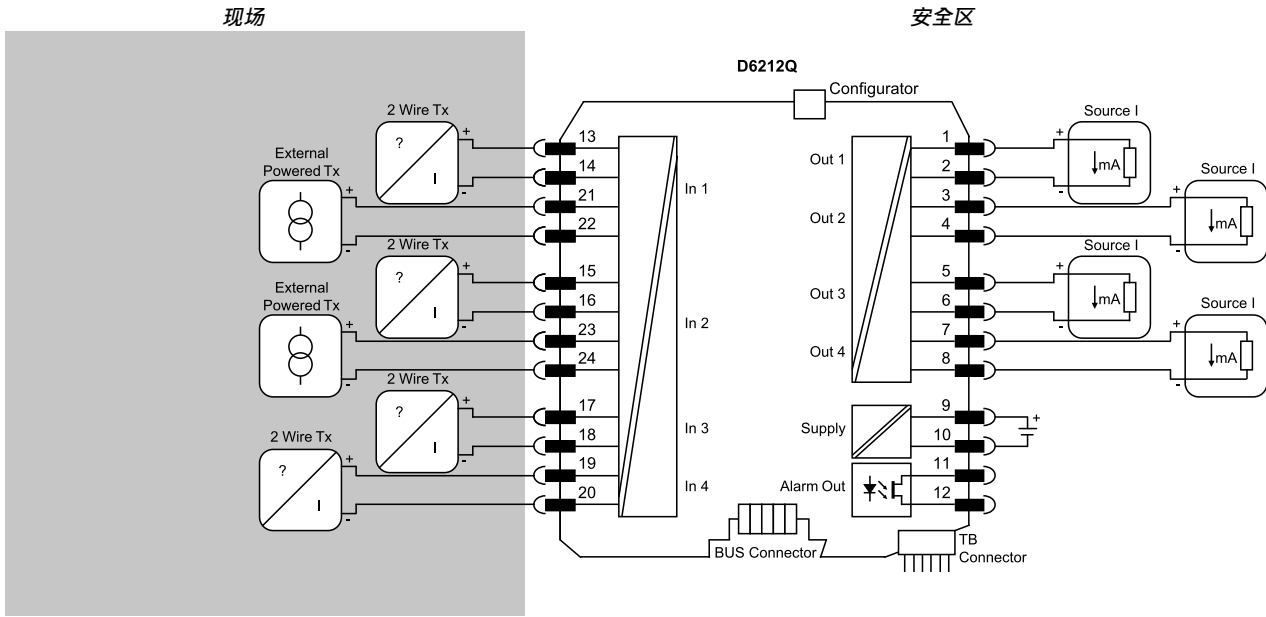 现场
安全区
D6212Q
Configurator
2 Wire Tx
+
?
I
-
13
14
External
Powered Tx
+
-
21
22
In 1
2 Wire Tx
+
?
I
-
15
16
External
Powered Tx
+
-
23
24
In 2
2 Wire Tx
+
?
I
-
17
18
In 3
2 Wire Tx
+
?
I
-
19
20
In 4
Out 1
1
2
Source I
+
mA
-
Out 2
3
4
Source I
+
mA
-
Out 3
5
6
Source I
+
mA
-
Out 4
7
8
Source I
+
mA
-
Supply
9
10
+
Alarm Out
11
12
BUS Connector
TB
Connector